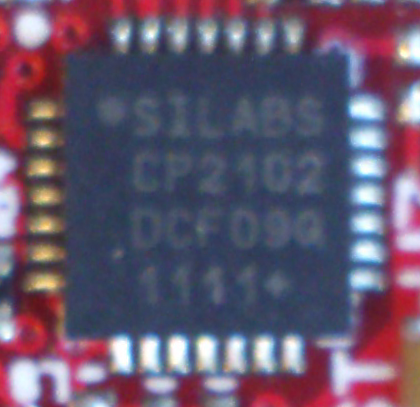 SILABS
CP2102
DCF09Q
1111+